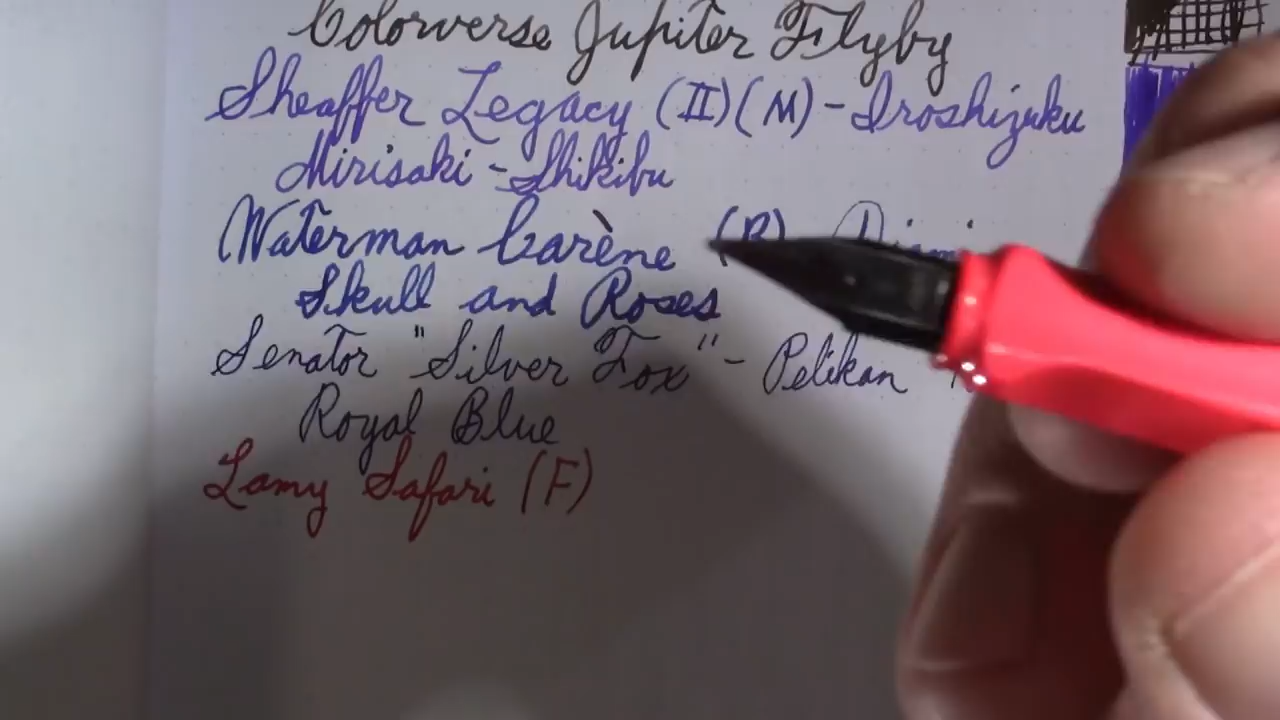 Colorverse Jupiter Flyby
Sheaffer Legacy (II)(M) - Iroshizuku
Mirisaki - Shikibu
Waterman Carène (B)
Skull and Roses
Senator "Silver Fox" - Pelikan
Royal Blue
Lamy Safari (F)